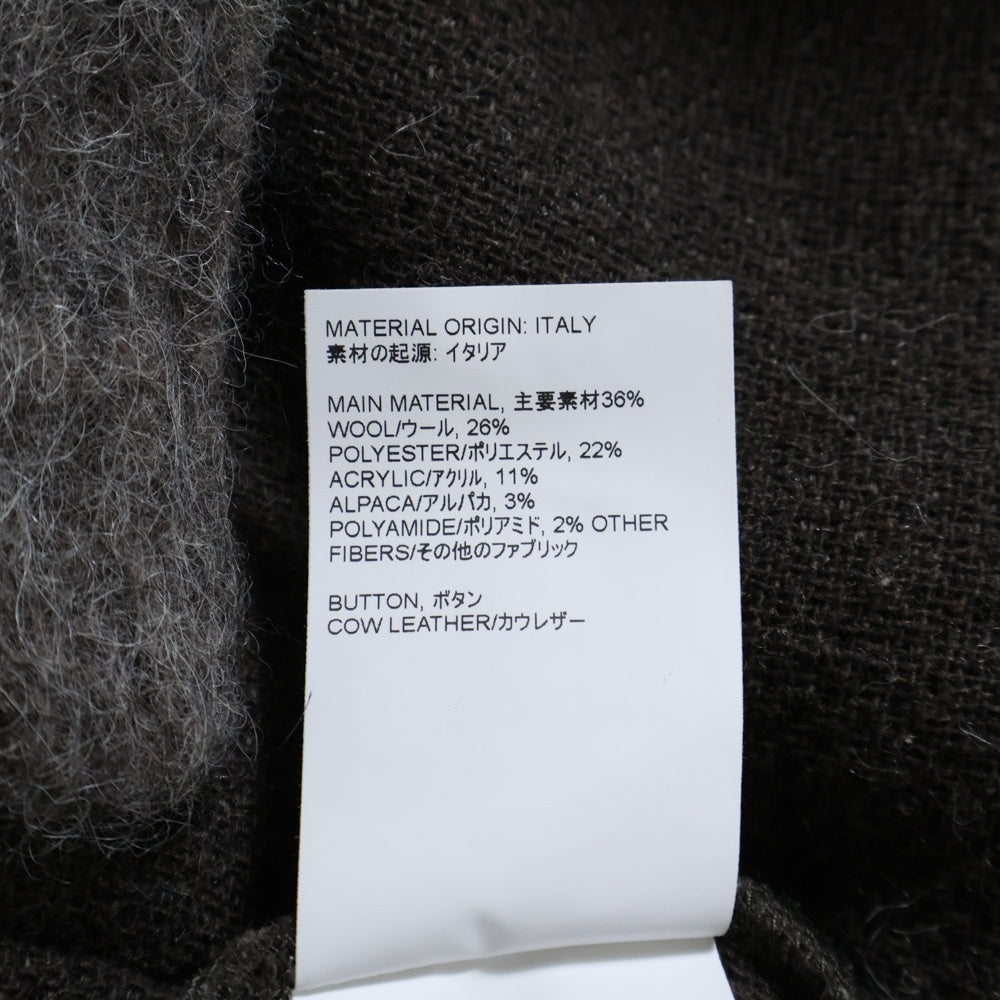 MATERIAL ORIGIN: ITALY
素材の起源: イタリア
MAIN MATERIAL, 主要素材36%
WOOL/ウール, 26%
POLYESTER/ポリエステル, 22%
ACRYLIC/アクリル, 11%
ALPACA/アルパカ, 3%
POLYAMIDE/ポリアミド, 2% OTHER
FIBERS/その他のファブリック
BUTTON, ボタン
COW LEATHER/カウレザー